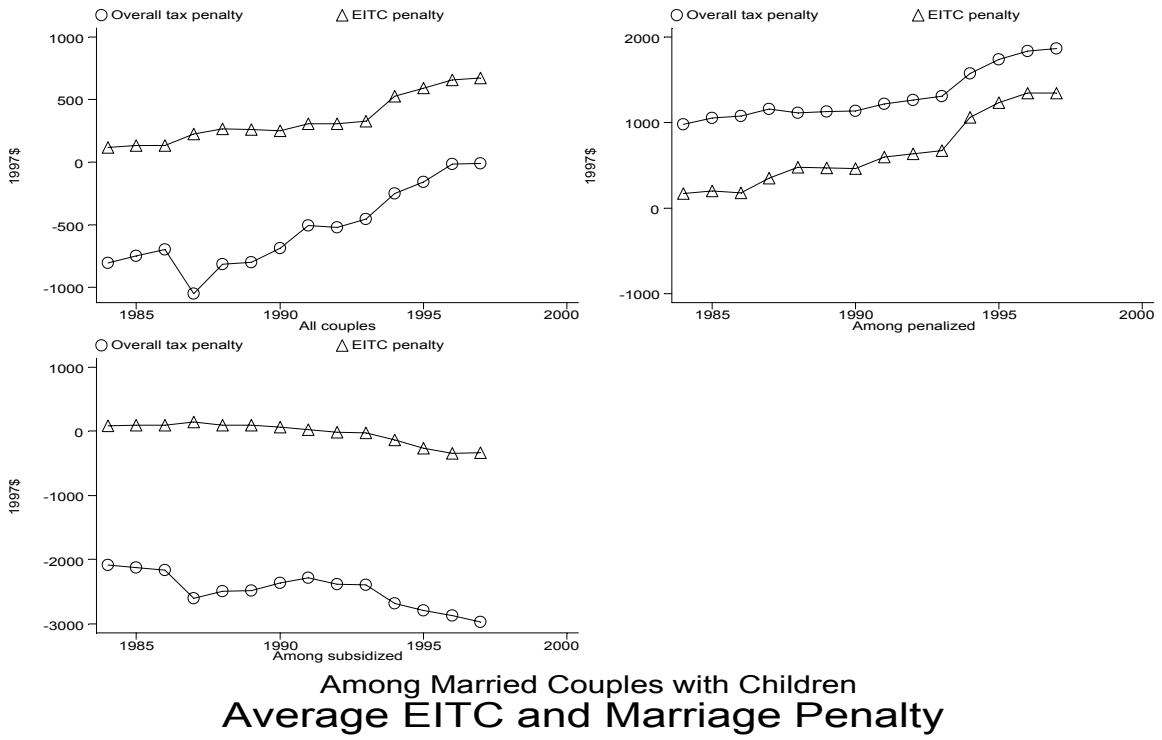 Overall tax penalty EITC penalty
1000
500
0
-500
-1000
1997$
1985 1990 1995 2000
All couples
Overall tax penalty EITC penalty
2000
1000
0
-1000
1997$
1985 1990 1995 2000
Among penalized
Overall tax penalty EITC penalty
1000
0
-1000
-2000
-3000
1997$
1985 1990 1995 2000
Among subsidized
Among Married Couples with Children
Average EITC and Marriage Penalty